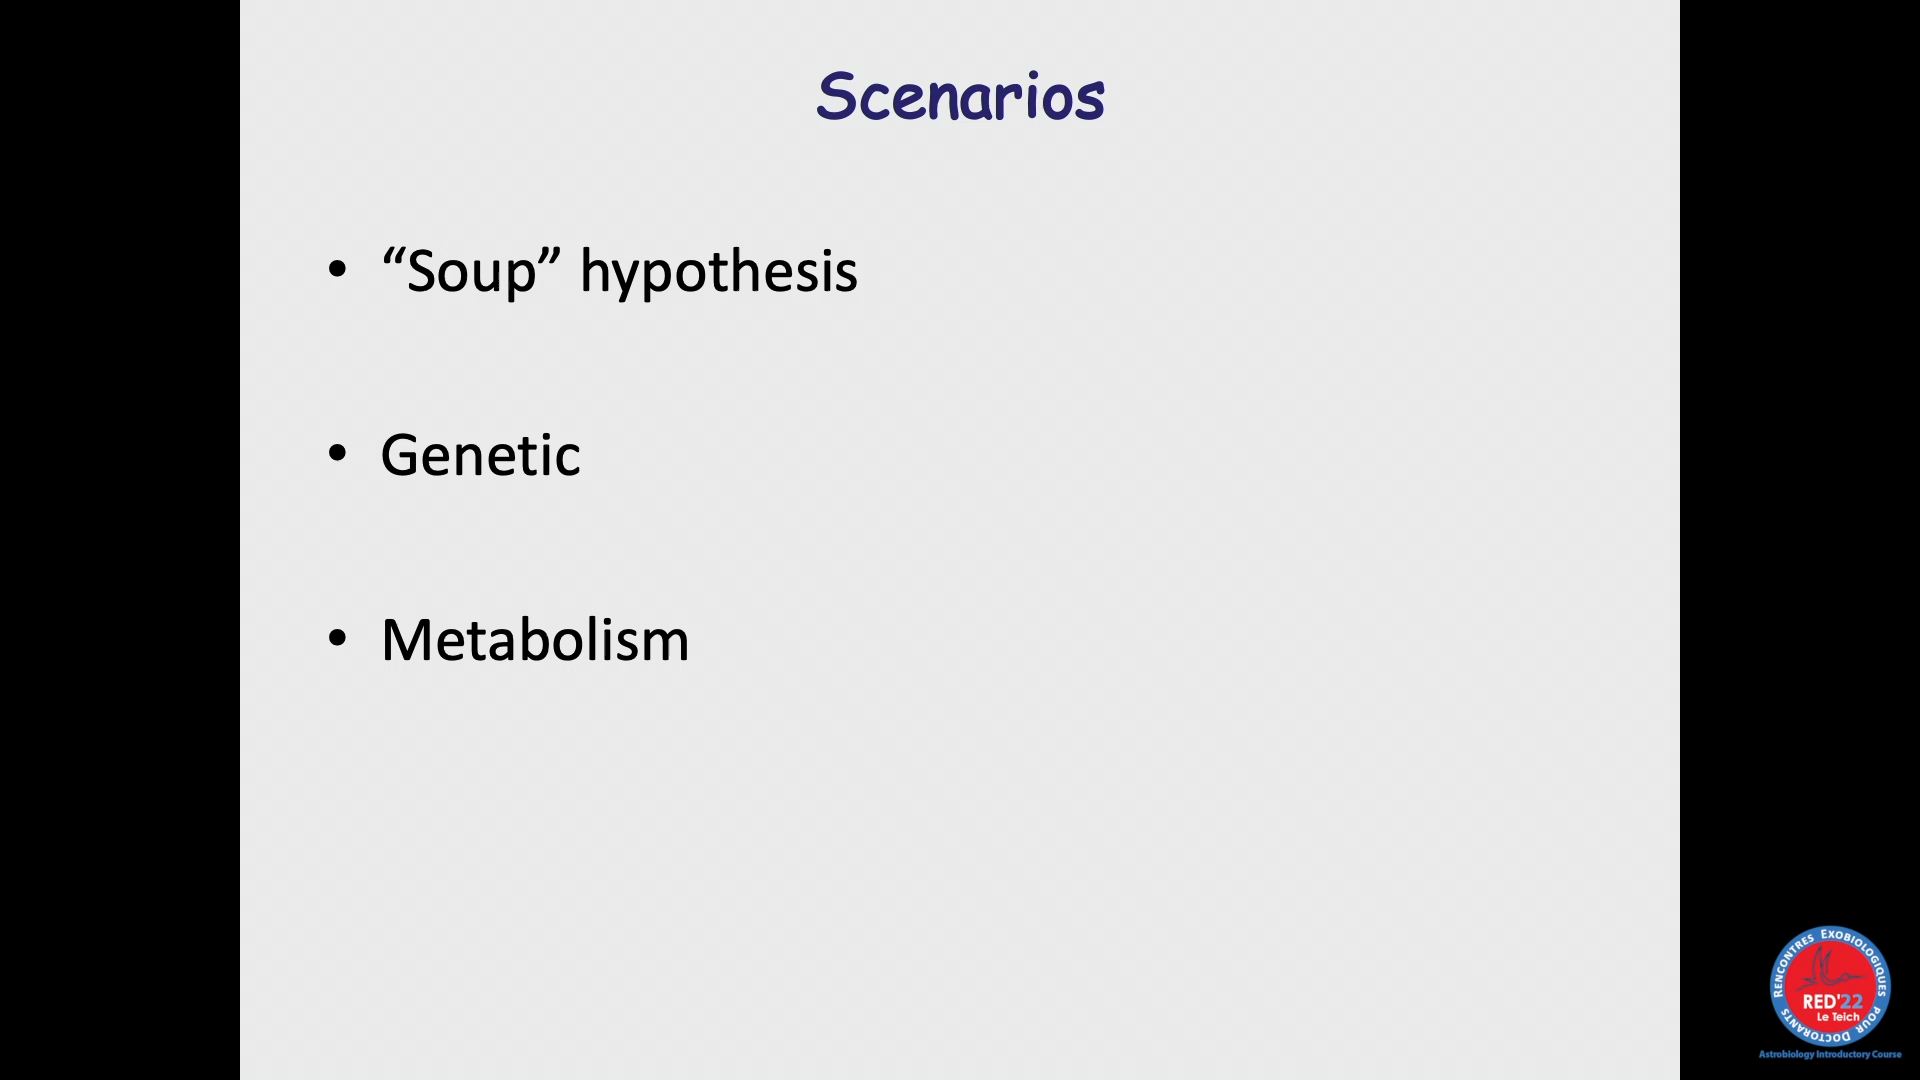 Scenarios
• “Soup” hypothesis
• Genetic
• Metabolism
RENCONTRES EXOBIOLOGIQUES POUR DOCTORANTS
RED'22
Le Teich
Astrobiology Introductory Course